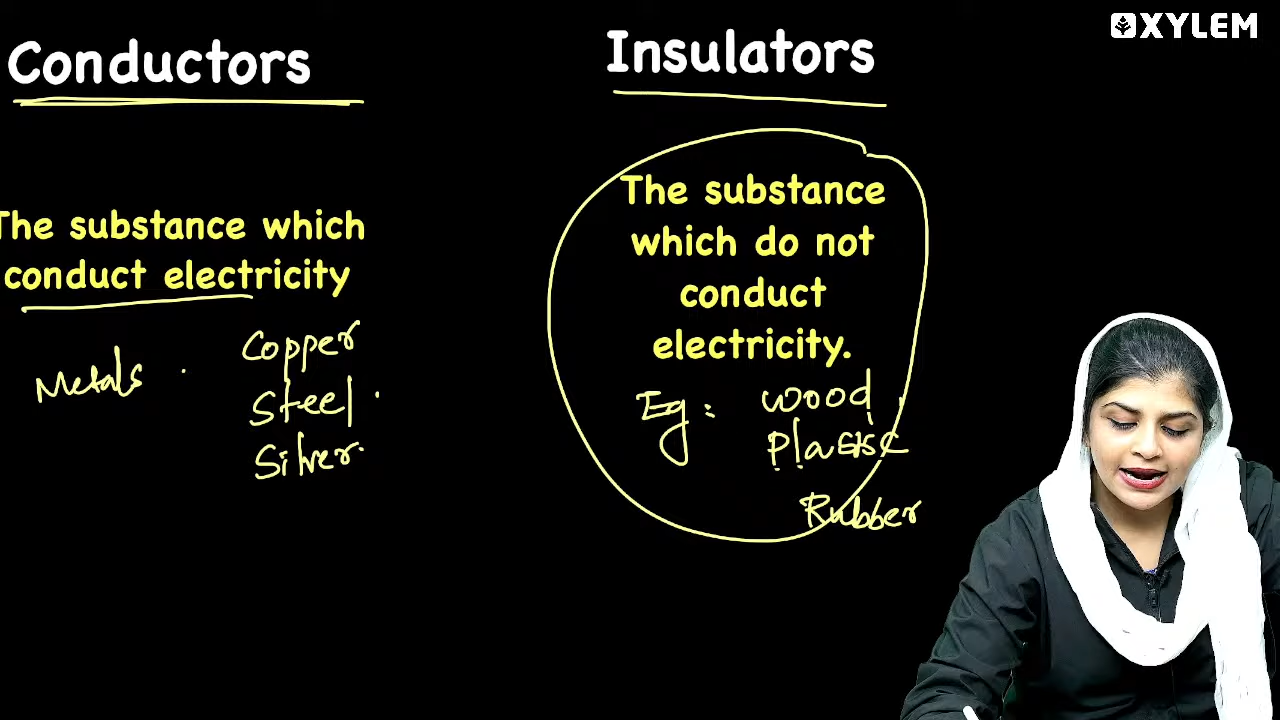 XYLEM
Conductors
The substance which
conduct electricity
Metals
Copper
Steel
Silver
Insulators
The substance
which do not
conduct
electricity.
Eg: wood
Plastic
Rubber